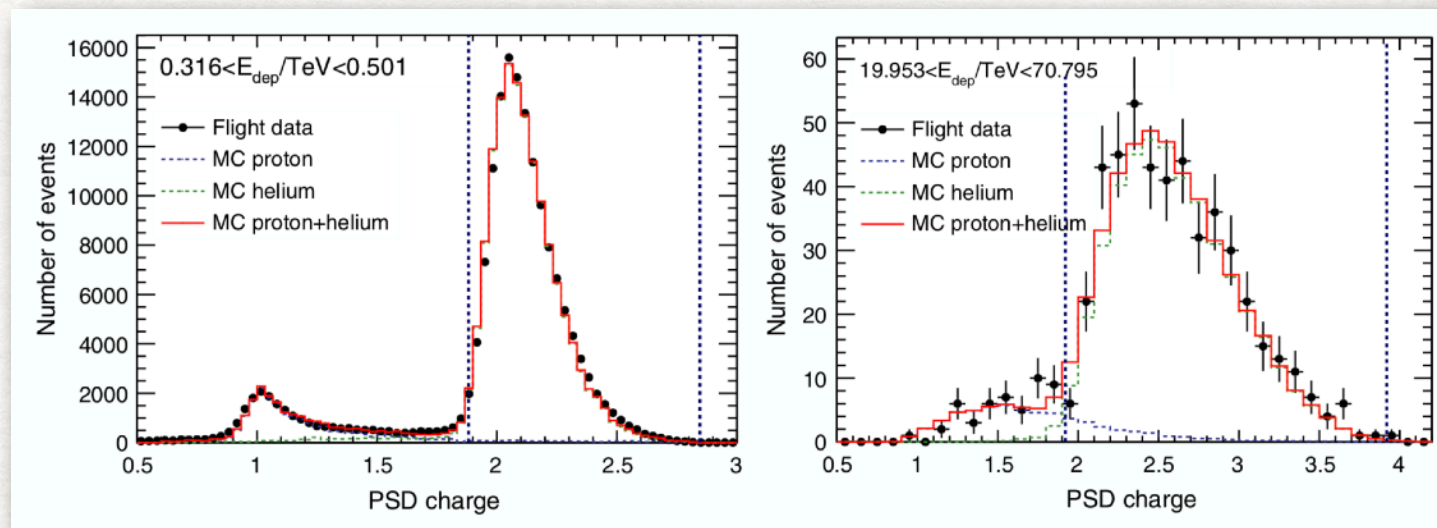 0.316<E_dep/TeV<0.501
Flight data
MC proton
MC helium
MC proton+helium
Number of events
16000
14000
12000
10000
8000
6000
4000
2000
0
0.5 1 1.5 2 2.5 3
PSD charge
19.953<E_dep/TeV<70.795
Flight data
MC proton
MC helium
MC proton+helium
Number of events
60
50
40
30
20
10
0
0.5 1 1.5 2 2.5 3 3.5 4
PSD charge